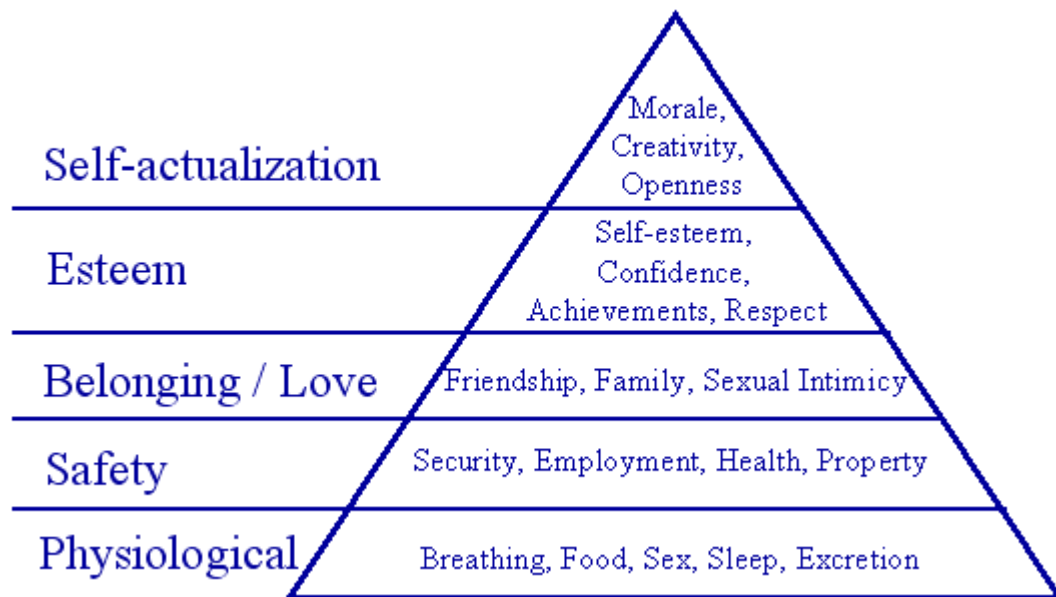 Morale,
Creativity,
Openness
Self-actualization
Self-esteem,
Confidence,
Achievements, Respect
Esteem
Friendship, Family, Sexual Intimicy
Belonging / Love
Security, Employment, Health, Property
Safety
Breathing, Food, Sex, Sleep, Excretion
Physiological